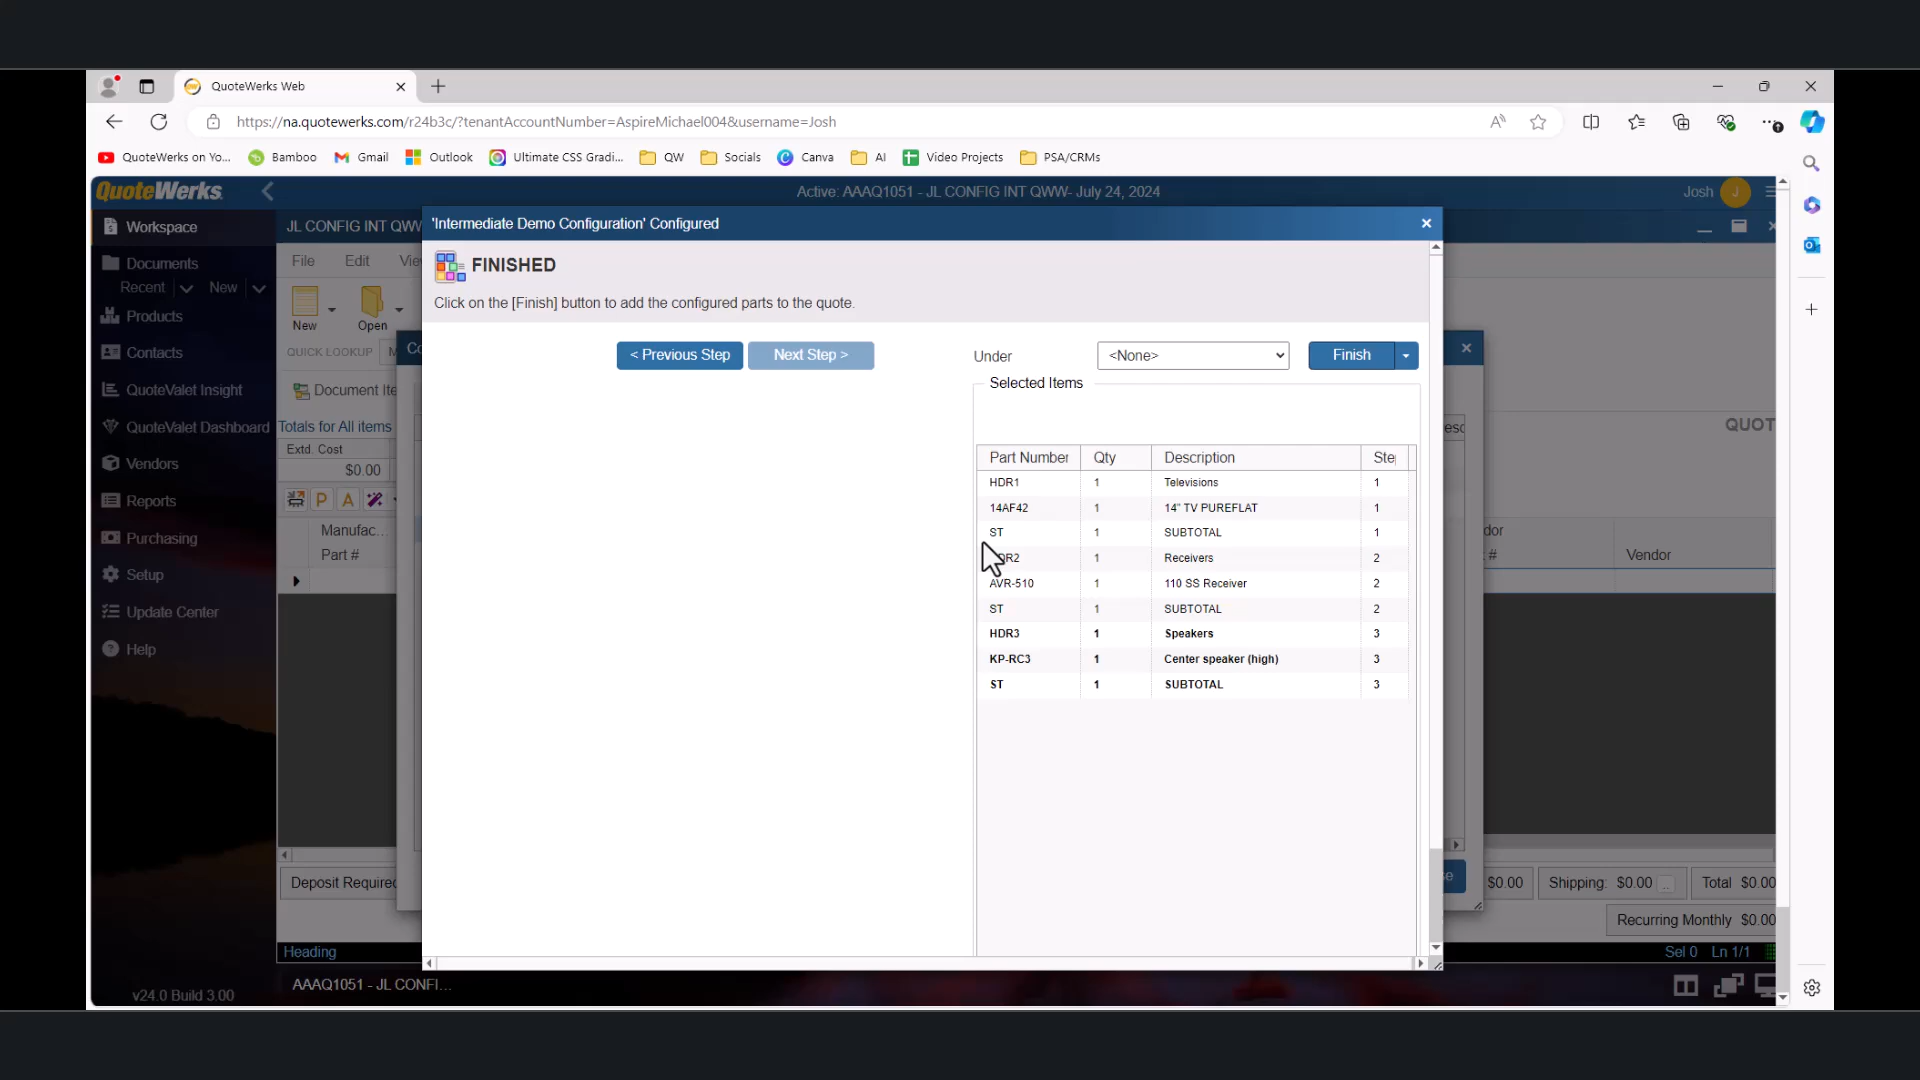 QuoteWerks Web
https://na.quotewerks.com/r24b3c/?tenantAccountNumber=AspireMichael004&username=Josh
QuoteWerks on Yo... Bamboo Gmail Outlook Ultimate CSS Gradi... QW Socials Canva AI Video Projects PSA/CRMs
QuoteWerks Active: AAAQ1051 - JL CONFIG INT QWW- July 24, 2024 Josh J
Workspace
Documents
Recent New
Products
Contacts
QuoteValet Insight
QuoteValet Dashboard
Vendors
Reports
Purchasing
Setup
Update Center
Help
v24.0 Build 3.00
JL CONFIG INT QWW
File Edit
New Open
QUICK LOOKUP
Document Ite
Totals for All items
Extd. Cost
$0.00
P A
Manufac...
Part #
Deposit Required
Heading
AAAQ1051 - JL CONFI...
'Intermediate Demo Configuration' Configured
FINISHED
Click on the [Finish] button to add the configured parts to the quote.
< Previous Step Next Step > Under <None> Finish
Selected Items
Part Number Qty Description Ste
HDR1 1 Televisions 1
14AF42 1 14" TV PUREFLAT 1
ST 1 SUBTOTAL 1
DR2 1 Receivers 2
AVR-510 1 110 SS Receiver 2
ST 1 SUBTOTAL 2
HDR3 1 Speakers 3
KP-RC3 1 Center speaker (high) 3
ST 1 SUBTOTAL 3
QUOT
Vendor
$0.00 Shipping: $0.00 ... Total $0.00
Recurring Monthly $0.00
Sel 0 Ln 1/1